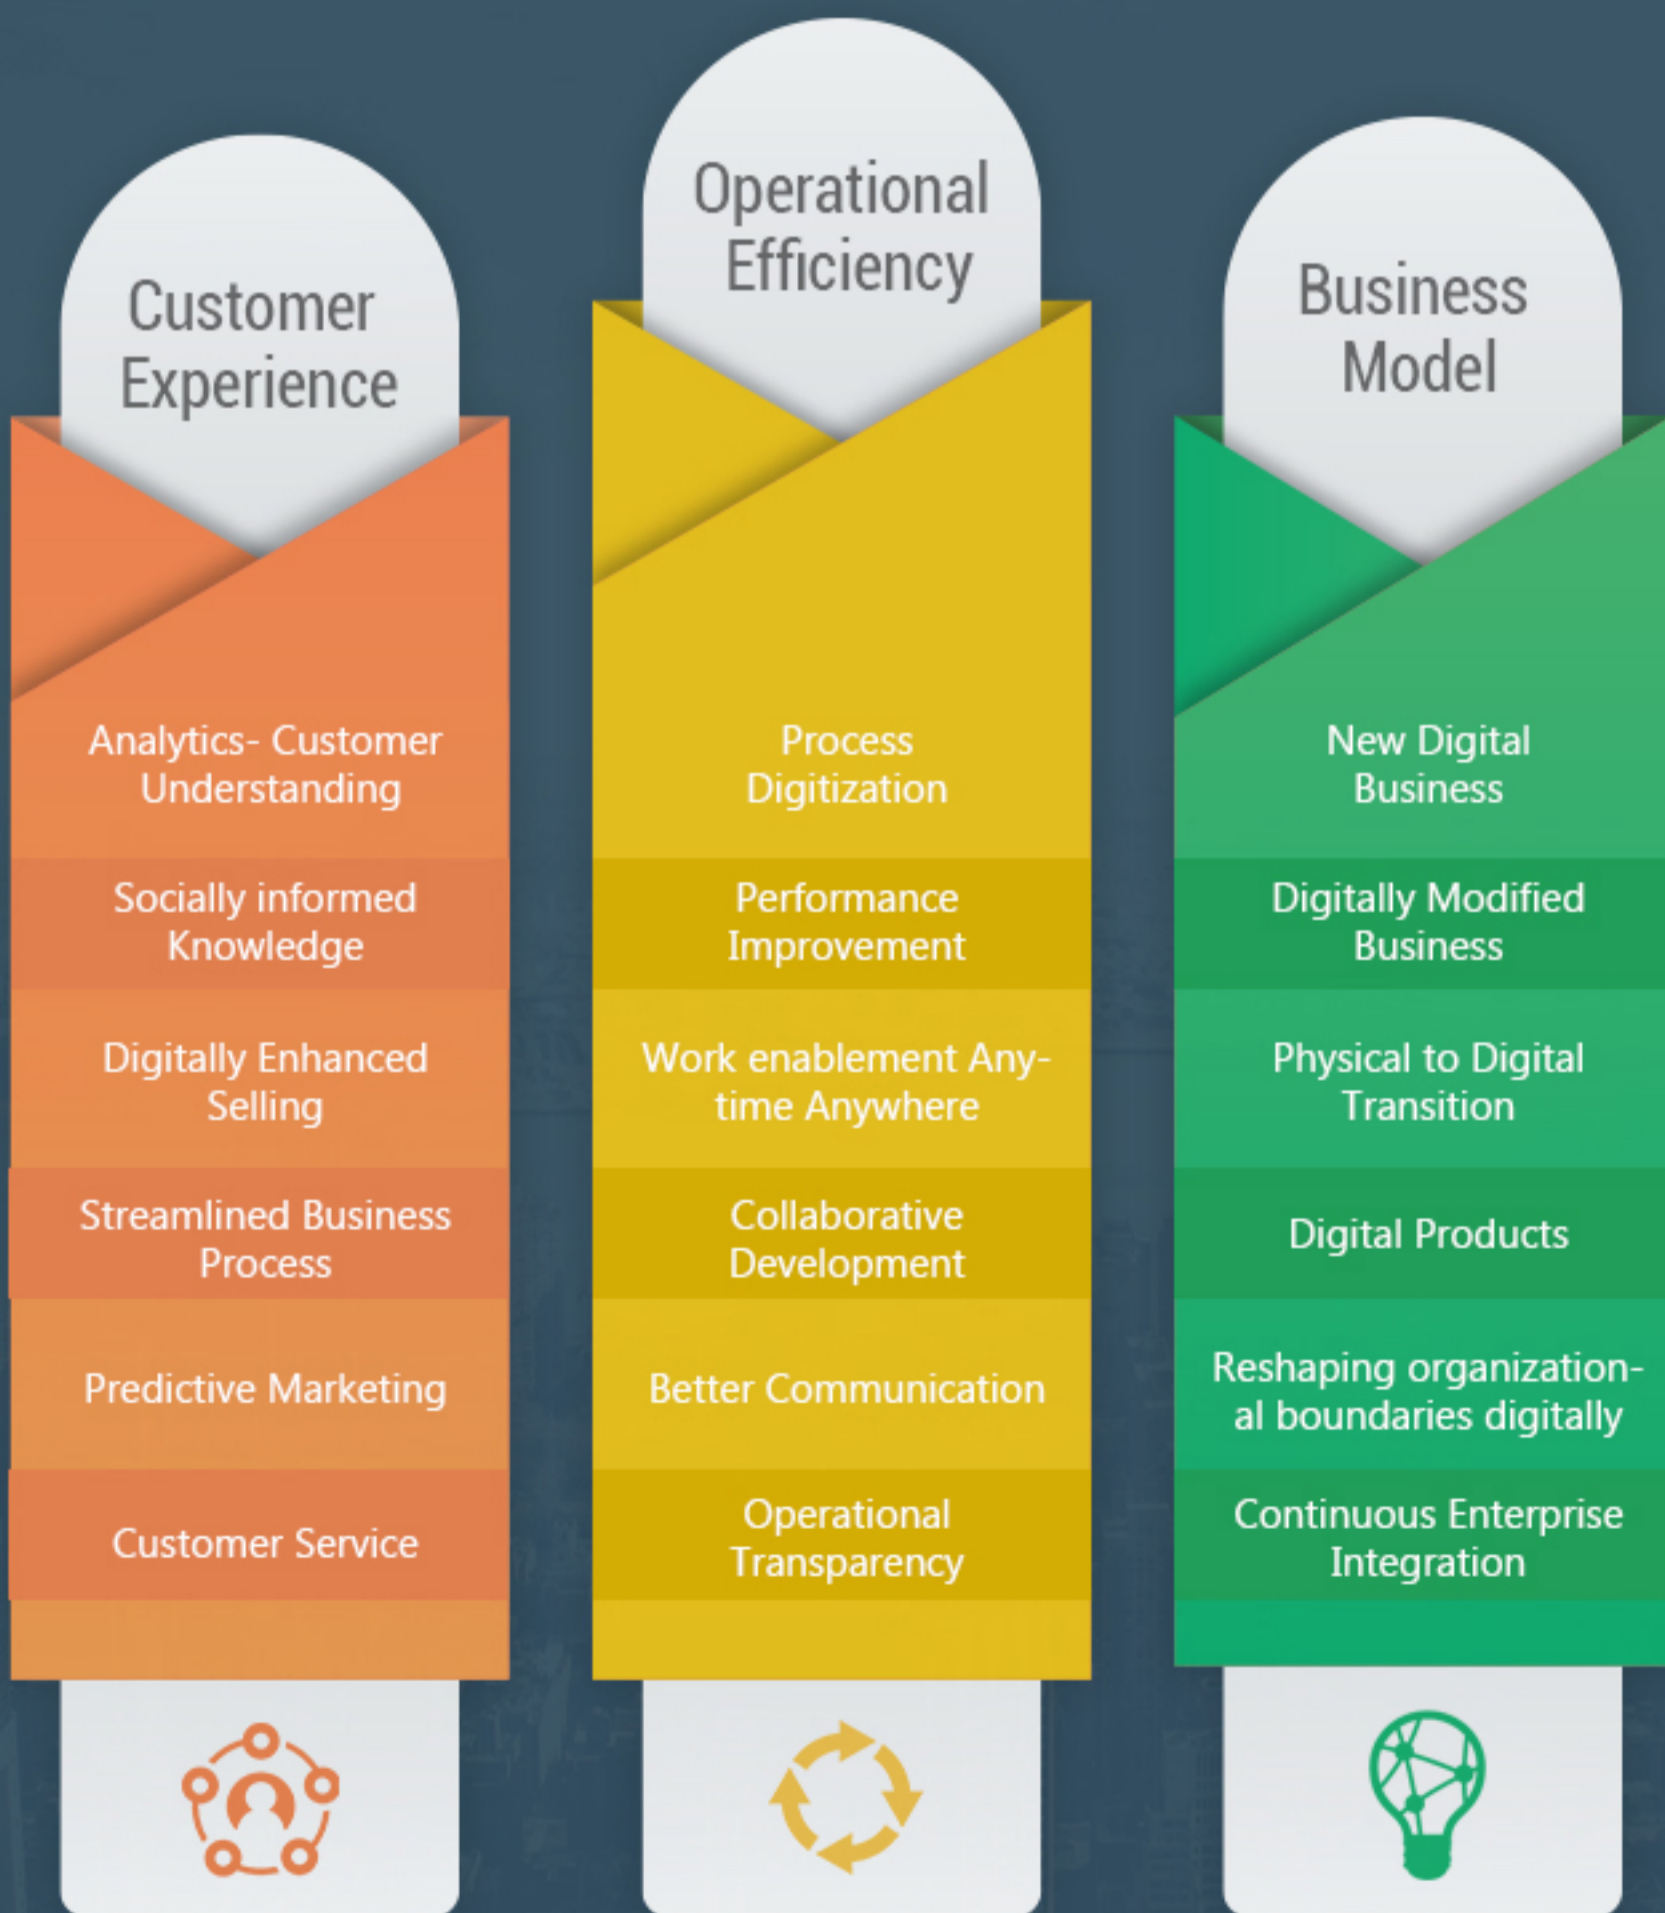 Customer
Experience
Analytics- Customer
Understanding
Socially informed
Knowledge
Digitally Enhanced
Selling
Streamlined Business
Process
Predictive Marketing
Customer Service
Operational
Efficiency
Process
Digitization
Performance
Improvement
Work enablement Any-
time Anywhere
Collaborative
Development
Better Communication
Operational
Transparency
Business
Model
New Digital
Business
Digitally Modified
Business
Physical to Digital
Transition
Digital Products
Reshaping organization-
al boundaries digitally
Continuous Enterprise
Integration